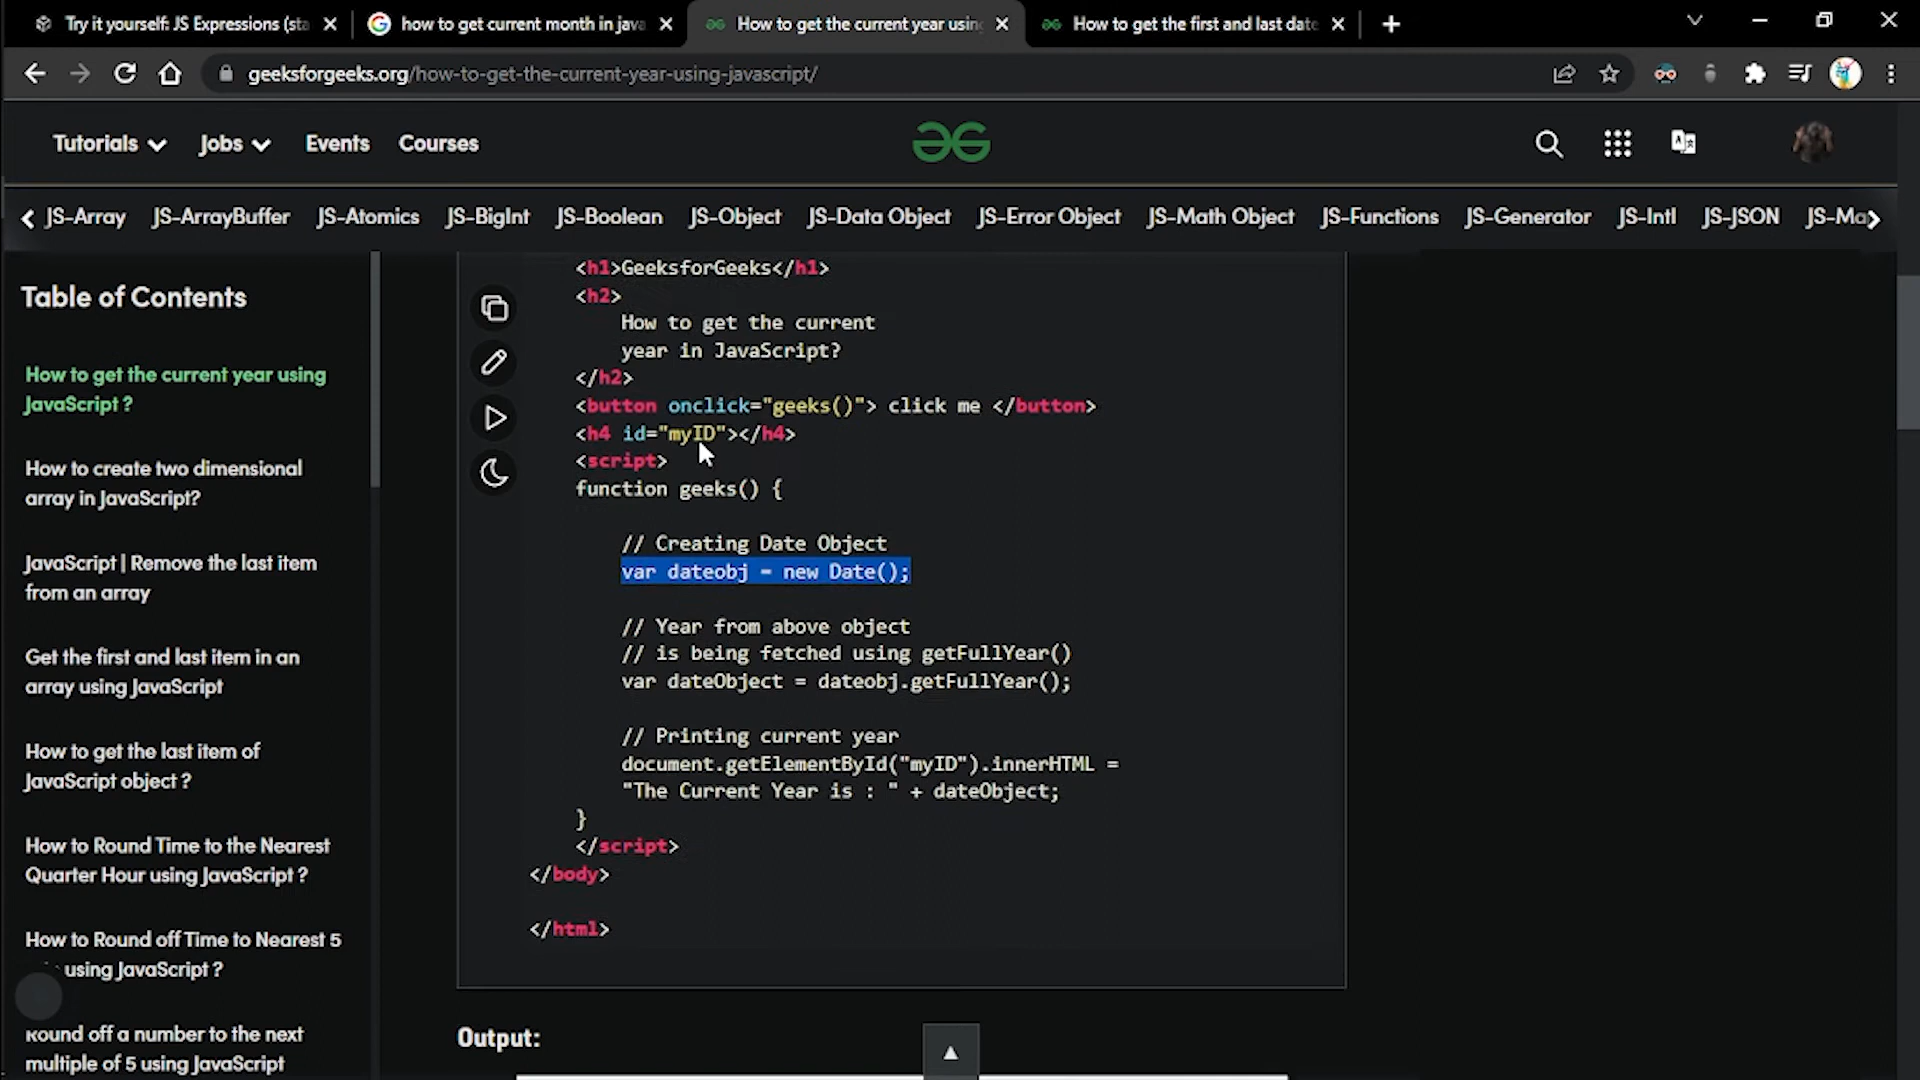 Try it yourself: JS Expressions (sta
how to get current month in java
How to get the current year usin
How to get the first and last date
geeksforgeeks.org/how-to-get-the-current-year-using-javascript/
Tutorials
Jobs
Events
Courses
JS-Array
JS-ArrayBuffer
JS-Atomics
JS-BigInt
JS-Boolean
JS-Object
JS-Data Object
JS-Error Object
JS-Math Object
JS-Functions
JS-Generator
JS-Intl
JS-JSON
JS-Ma
Table of Contents
How to get the current year using
JavaScript ?
How to create two dimensional
array in JavaScript?
JavaScript | Remove the last item
from an array
Get the first and last item in an
array using JavaScript
How to get the last item of
JavaScript object ?
How to Round Time to the Nearest
Quarter Hour using JavaScript ?
How to Round off Time to Nearest 5
using JavaScript ?
Round off a number to the next
multiple of 5 using JavaScript
<h1>GeeksforGeeks</h1>
<h2>
How to get the current
year in JavaScript?
</h2>
<button onclick="geeks()"> click me </button>
<h4 id="myID"></h4>
<script>
function geeks() {
// Creating Date Object
var dateobj = new Date();
// Year from above object
// is being fetched using getFullYear()
var dateObject = dateobj.getFullYear();
// Printing current year
document.getElementById("myID").innerHTML =
"The Current Year is : " + dateObject;
}
</script>
</body>
</html>
Output: